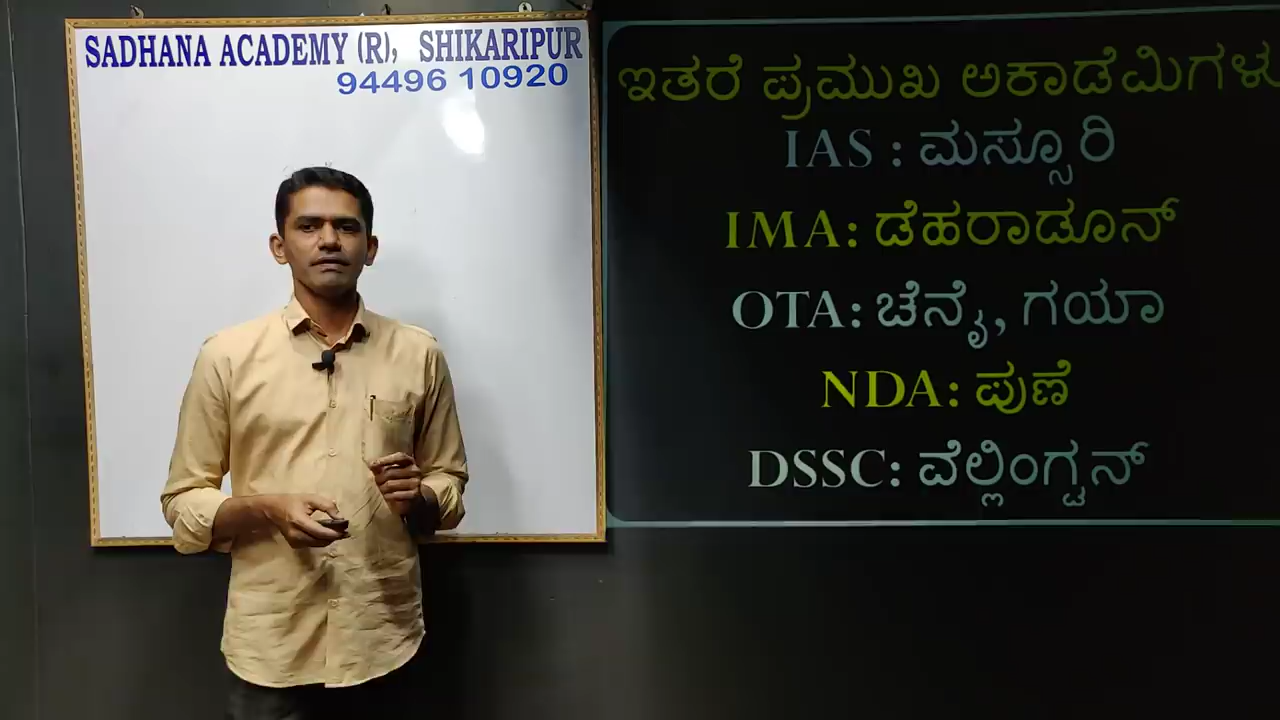 SADHANA ACADEMY (R), SHIKARIPUR
94496 10920
ಇತರೆ ಪ್ರಮುಖ ಅಕಾಡೆಮಿಗಳು
IAS : ಮಸ್ಸೂರಿ
IMA: ಡೆಹರಾಡೂನ್
OTA: ಚೆನೈ, ಗಯಾ
NDA: ಪುಣೆ
DSSC: ವೆಲ್ಲಿಂಗ್ಟನ್